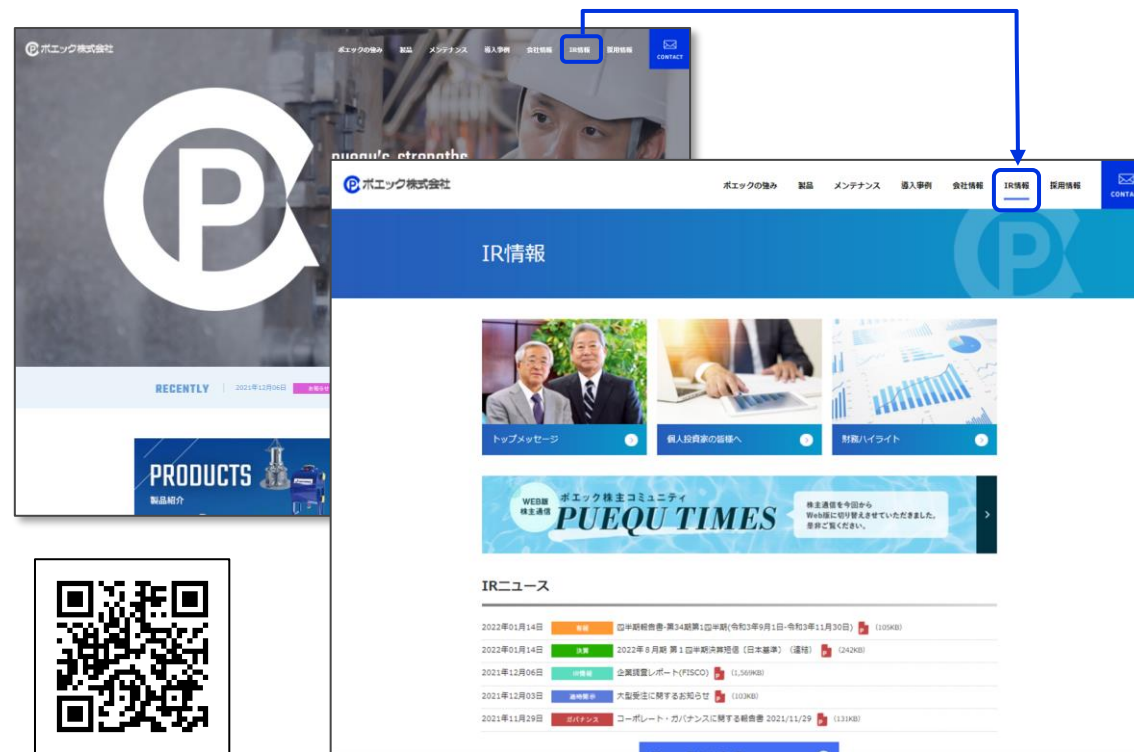 ポエック株式会社
ポエックの強み 製品 メンテナンス 導入事例 会社情報 IR情報 採用情報
CONTACT
puequ's strengths
RECENTLY 2021年12月06日 お知らせ
PRODUCTS
製品紹介
ポエック株式会社
ポエックの強み 製品 メンテナンス 導入事例 会社情報 IR情報 採用情報
IR情報
トップメッセージ
個人投資家の皆様へ
財務ハイライト
WEB版
株主通信
ポエック株主コミュニティ
PUEQU TIMES
株主通信を今回から
Web版に切り替えさせていただきました。
是非ご覧ください。
IRニュース
2022年01月14日 四半期報告書-第34期第1四半期(令和3年9月1日-令和3年11月30日) (105KB)
2022年01月14日 決算 2022年8月期 第1四半期決算短信〔日本基準〕（連結） (242KB)
2021年12月06日 IR情報 企業調査レポート(FISCO) (1,569KB)
2021年12月03日 適時開示 大型受注に関するお知らせ (103KB)
2021年11月29日 ガバナンス コーポレート・ガバナンスに関する報告書 2021/11/29 (131KB)